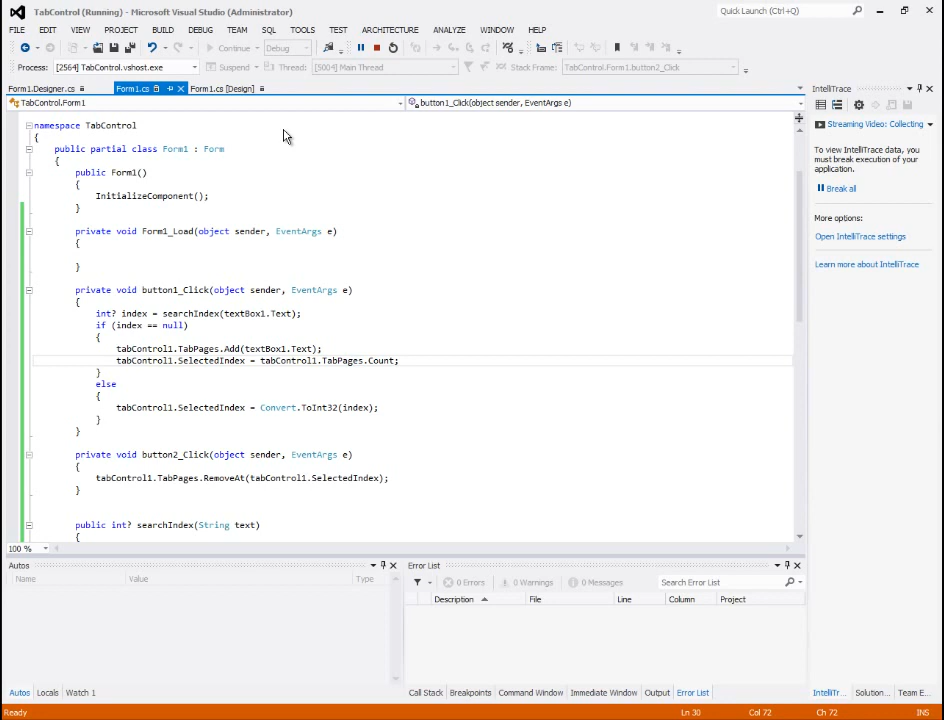 TabControl (Running) - Microsoft Visual Studio (Administrator)
Quick Launch (Ctrl+Q)
FILE EDIT VIEW PROJECT BUILD DEBUG TEAM SQL TOOLS TEST ARCHITECTURE ANALYZE WINDOW HELP
Continue Debug
Process: [2564] TabControl.vshost.exe Suspend Thread: [5004] Main Thread Stack Frame: TabControl.Form1.button2_Click
Form1.Designer.cs Form1.cs Form1.cs [Design]
TabControl.Form1 button1_Click(object sender, EventArgs e)
namespace TabControl
{
public partial class Form1 : Form
{
public Form1()
{
InitializeComponent();
}
private void Form1_Load(object sender, EventArgs e)
{
}
private void button1_Click(object sender, EventArgs e)
{
int? index = searchIndex(textBox1.Text);
if (index == null)
{
tabControl1.TabPages.Add(textBox1.Text);
tabControl1.SelectedIndex = tabControl1.TabPages.Count;
}
else
{
tabControl1.SelectedIndex = Convert.ToInt32(index);
}
}
private void button2_Click(object sender, EventArgs e)
{
tabControl1.TabPages.RemoveAt(tabControl1.SelectedIndex);
}
public int? searchIndex(String text)
{
100 %
IntelliTrace
Streaming Video: Collecting
To view IntelliTrace data, you
must break execution of your
application.
Break all
More options:
Open IntelliTrace settings
Learn more about IntelliTrace
Autos
Name Value Type
Error List
0 Errors 0 Warnings 0 Messages Search Error List
Description File Line Column Project
Autos Locals Watch 1
Call Stack Breakpoints Command Window Immediate Window Output Error List
IntelliTr... Solution... Team E...
Ready Ln 30 Col 72 Ch 72 INS